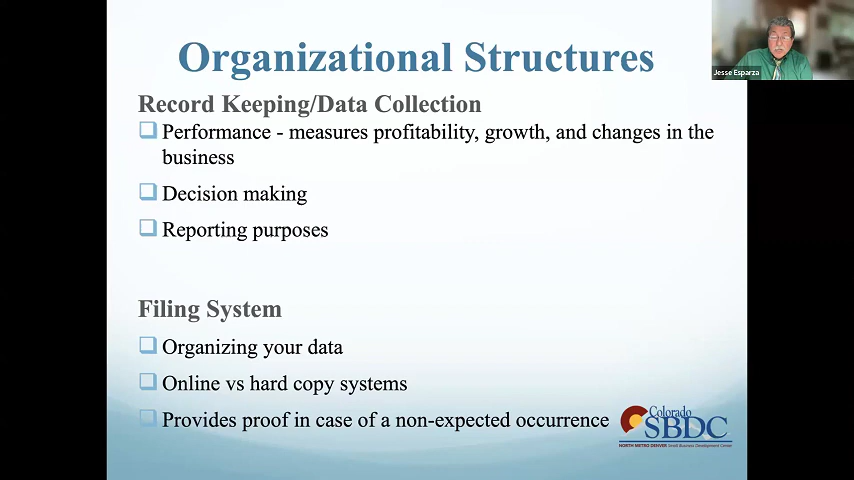 Organizational Structures
Jesse Esparza
Record Keeping/Data Collection
Performance - measures profitability, growth, and changes in the
business
Decision making
Reporting purposes
Filing System
Organizing your data
Online vs hard copy systems
Provides proof in case of a non-expected occurrence
Colorado
SBDC
NORTH METRO DENVER Small Business Development Center